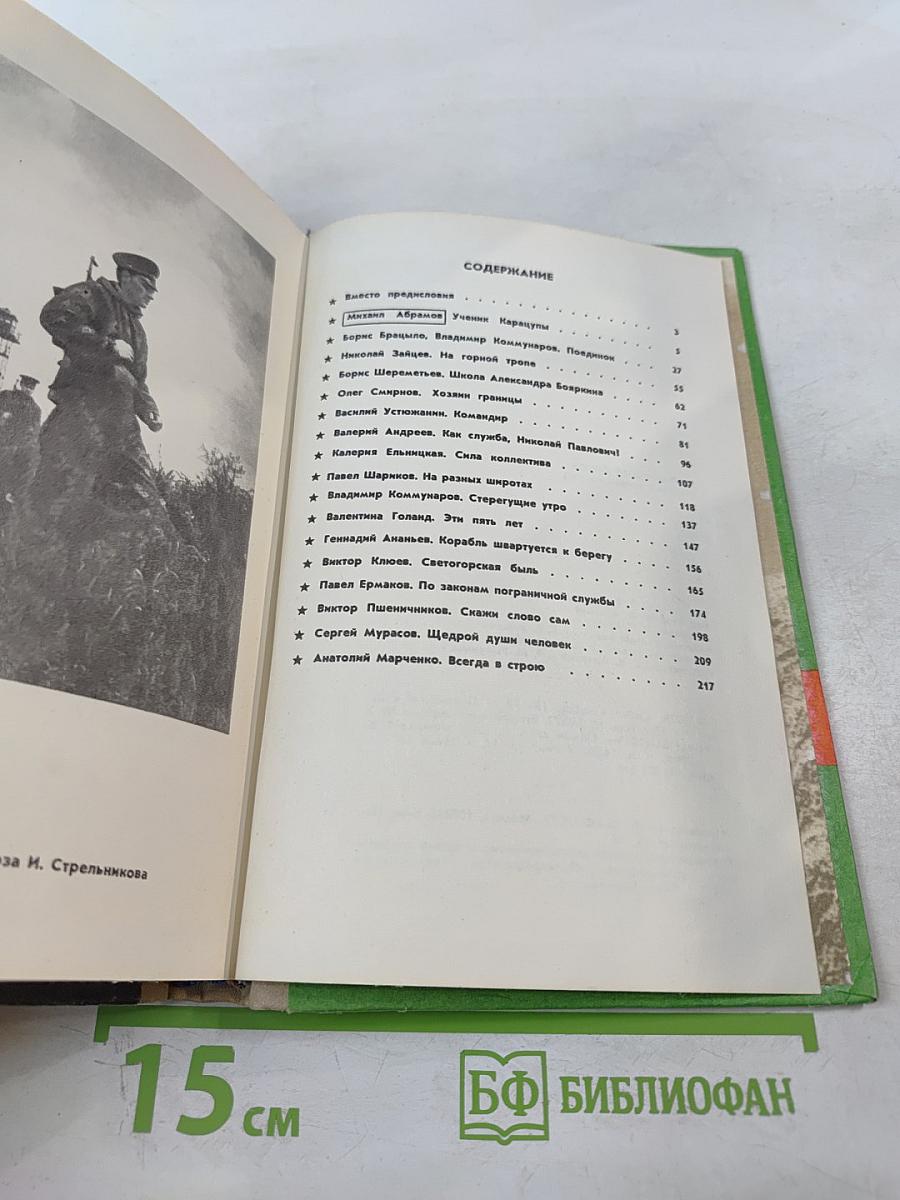 СОДЕРЖАНИЕ
★ Вместо предисловия . . . . . . . . . . . . 3
★ Михаил Абрамов Ученик Карацупы . . . . . . . 5
★ Борис Брацыло, Владимир Коммунаров. Поединок . . 27
★ Николай Зайцев. На горной тропе . . . . . . . . 55
★ Борис Шереметьев. Школа Александра Бояркина . . . . 62
★ Олег Смирнов. Хозяин границы . . . . . . . . 71
★ Василий Устюжанин. Командир . . . . . . . . . 81
★ Валерий Андреев. Как служба, Николай Павлович! . . . . 96
★ Калерия Ельницкая. Сила коллектива . . . . . . . 107
★ Павел Шариков. На разных широтах . . . . . . . . 118
★ Владимир Коммунаров. Стерегущие утро . . . . . . 137
★ Валентина Голанд. Эти пять лет . . . . . . . . . 147
★ Геннадий Ананьев. Корабль швартуется к берегу . . . . 156
★ Виктор Клюев. Светогорская быль . . . . . . . . 165
★ Павел Ермаков. По законам пограничной службы . . . . 174
★ Виктор Пшеничников. Скажи слово сам . . . . . . . 198
★ Сергей Мурасов. Щедрой души человек . . . . . . . 209
★ Анатолий Марченко. Всегда в строю . . . . . . . . 217
И. Стрельникова
15 см
БФ БИБЛИОФАН